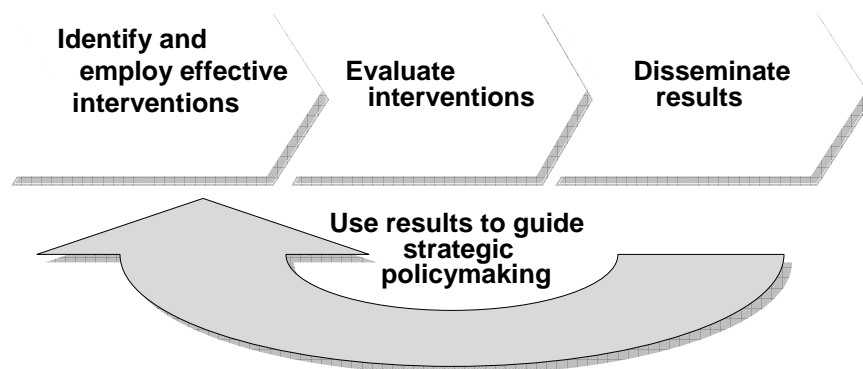 Identify and
employ effective
interventions
Evaluate
interventions
Disseminate
results
Use results to guide
strategic
policymaking